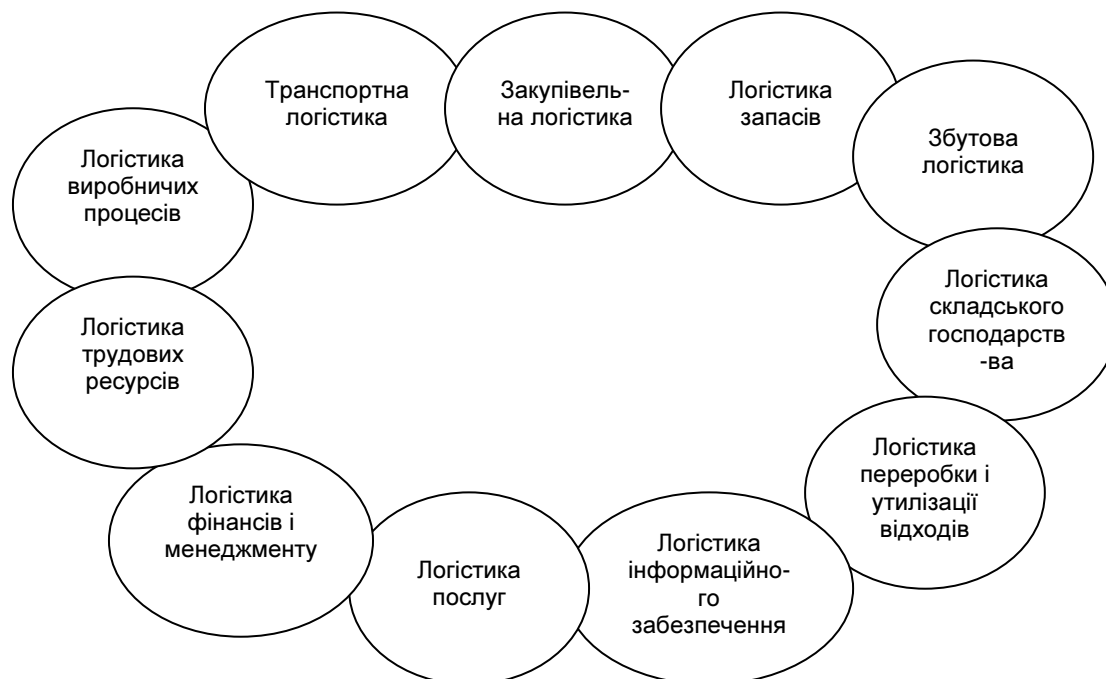 Транспортна
логістика
Закупівель-
на логістика
Логістика
запасів
Збутова
логістика
Логістика
складського
господарств
-ва
Логістика
переробки і
утилізації
відходів
Логістика
інформаційно-
го
забезпечення
Логістика
послуг
Логістика
фінансів і
менеджменту
Логістика
трудових
ресурсів
Логістика
виробничих
процесів